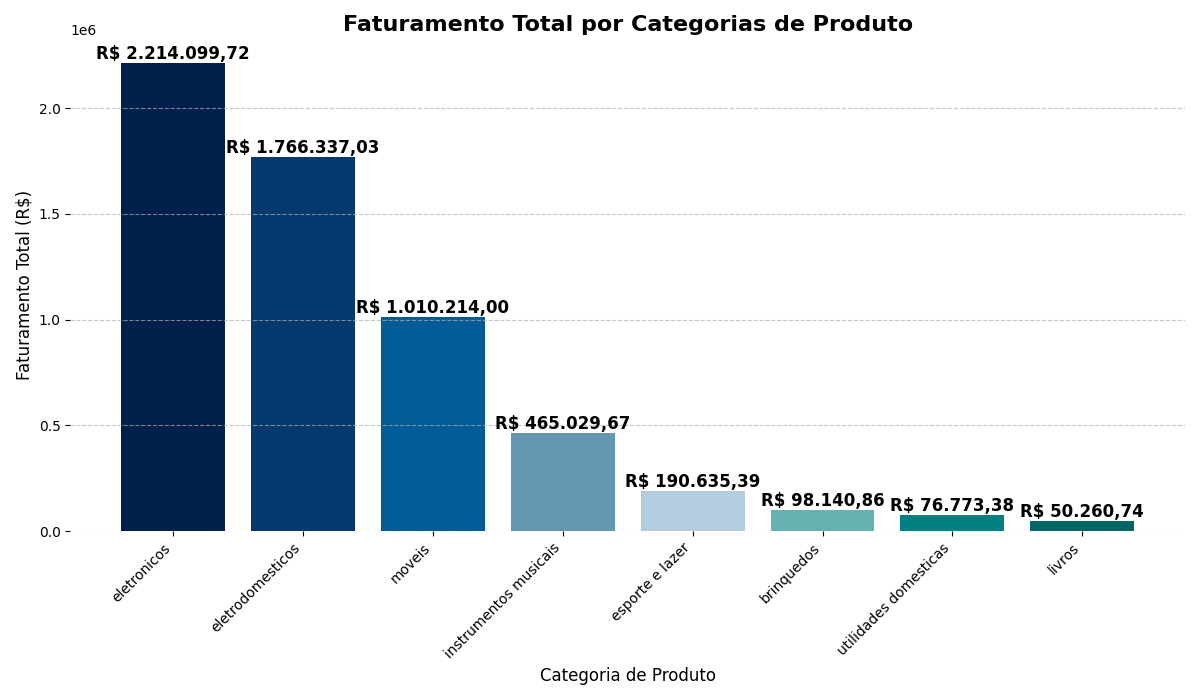 Faturamento Total por Categorias de Produto
1e6
R$ 2.214.099,72
R$ 1.766.337,03
R$ 1.010.214,00
R$ 465.029,67
R$ 190.635,39
R$ 98.140,86
R$ 76.773,38
R$ 50.260,74
2.0
1.5
1.0
0.5
0.0
Faturamento Total (R$)
eletronicos
eletrodomesticos
moveis
instrumentos musicais
esporte e lazer
brinquedos
utilidades domesticas
livros
Categoria de Produto